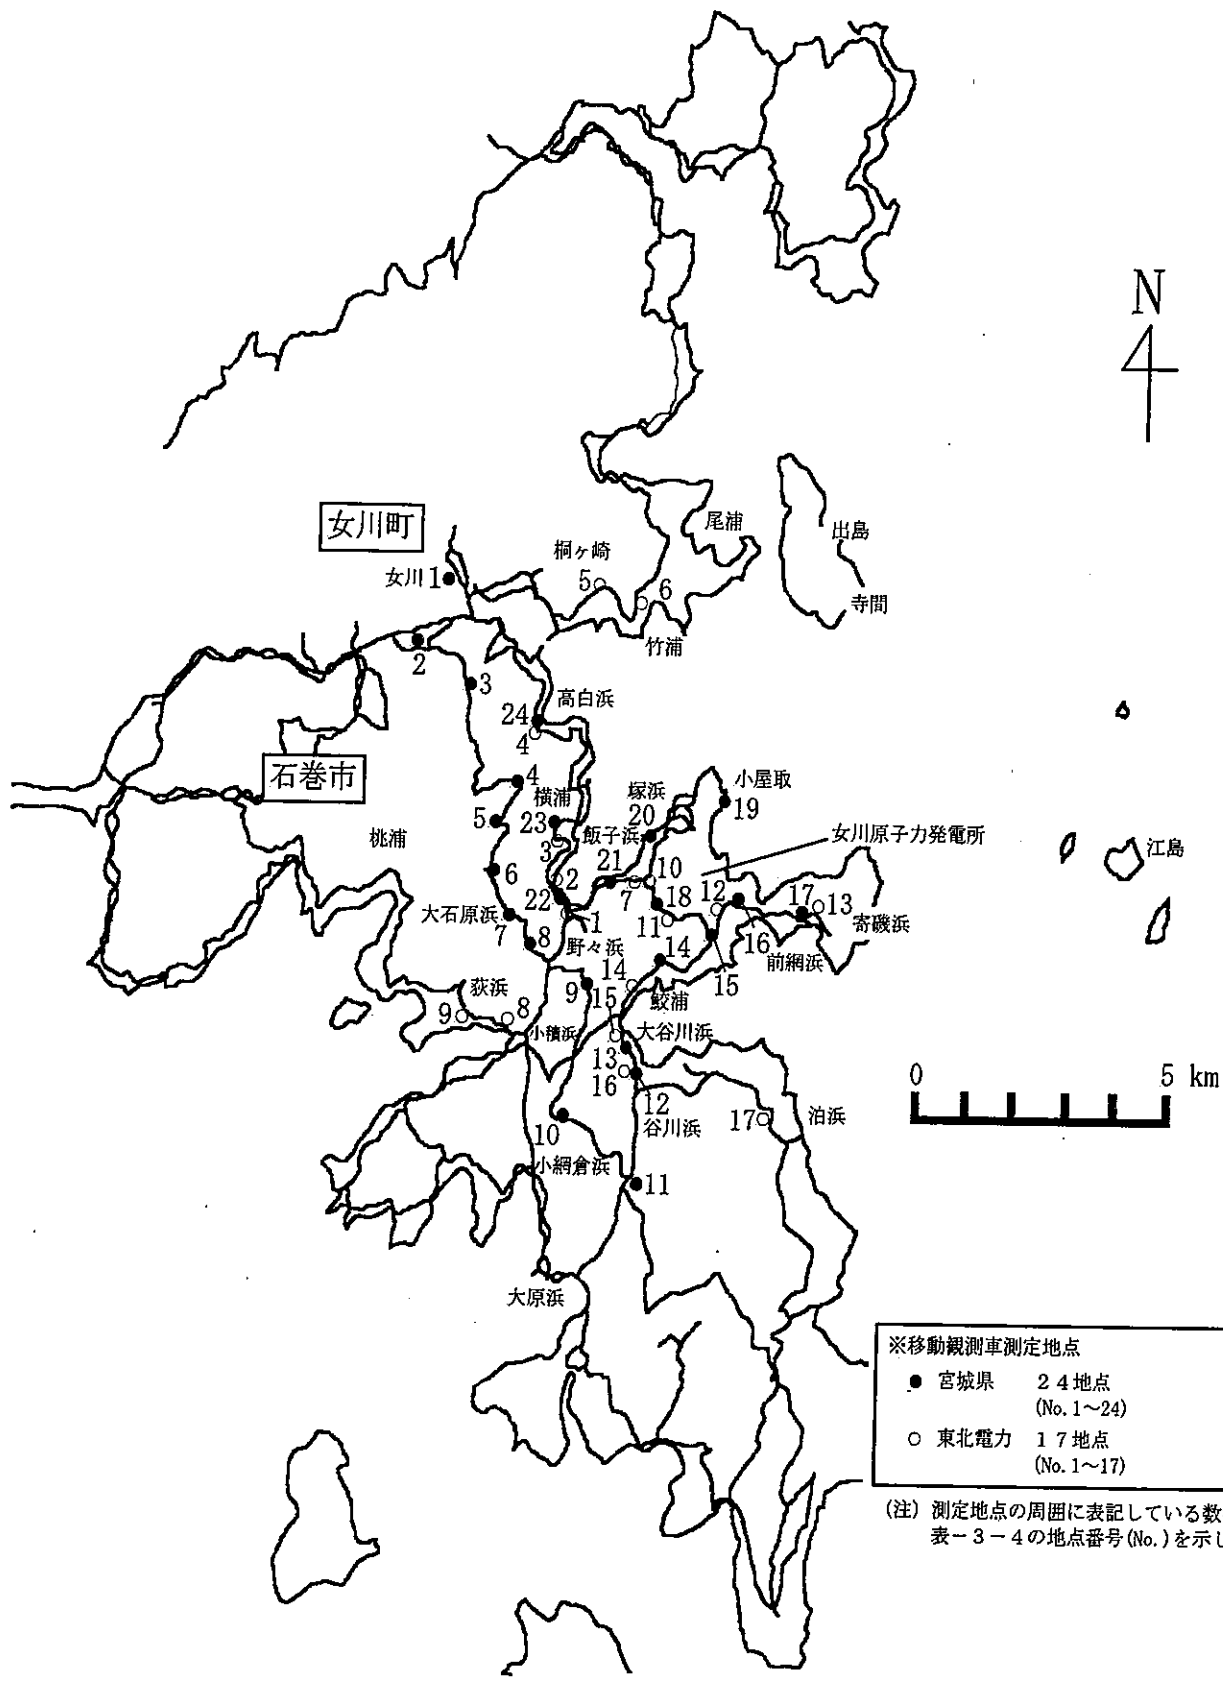 N
女川町
尾浦
出島
桐ヶ崎
女川 1
5
6
寺間
竹浦
2
3
高白浜
24
4
石巻市
4
横浦
塚浜
小屋取
19
5
23
飯子浜
20
女川原子力発電所
桃浦
3
21
江島
6
2
10
22
7
18
12
17
13
大石原浜
1
11
16
寄磯浜
7
8
野々浜
14
前網浜
15
荻浜
9
14
15
鮫浦
9
8
小積浜
大谷川浜
13
16
0
5 km
12
谷川浜
17
泊浜
10
小網倉浜
11
大原浜
※移動観測車測定地点
● 宮城県 24地点
(No.1～24)
○ 東北電力 17地点
(No.1～17)
(注) 測定地点の周囲に表記している数
表－3－4の地点番号(No.)を示し